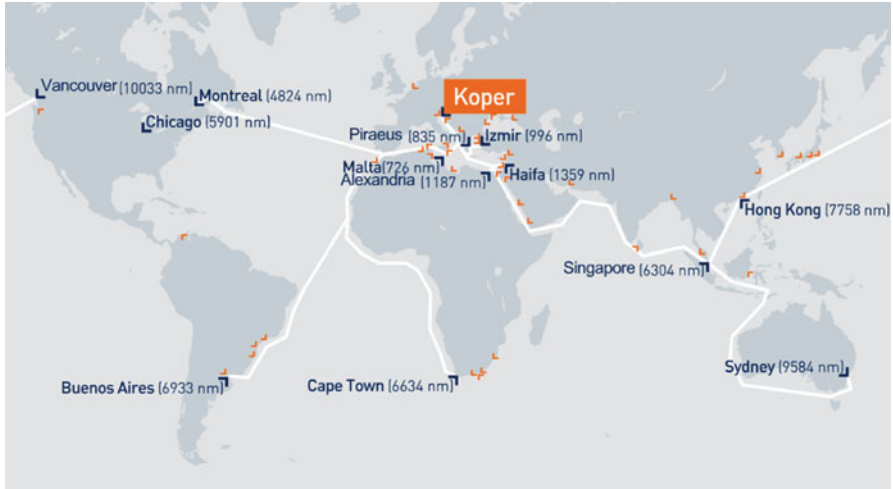 Koper
Vancouver (10033 nm)
Montreal (4824 nm)
Chicago (5901 nm)
Piraeus (835 nm)
Izmir (996 nm)
Malta(726 nm)
Haifa (1359 nm)
Alexandria (1187 nm)
Hong Kong (7758 nm)
Singapore (6304 nm)
Sydney (9584 nm)
Buenos Aires (6933 nm)
Cape Town (6634 nm)